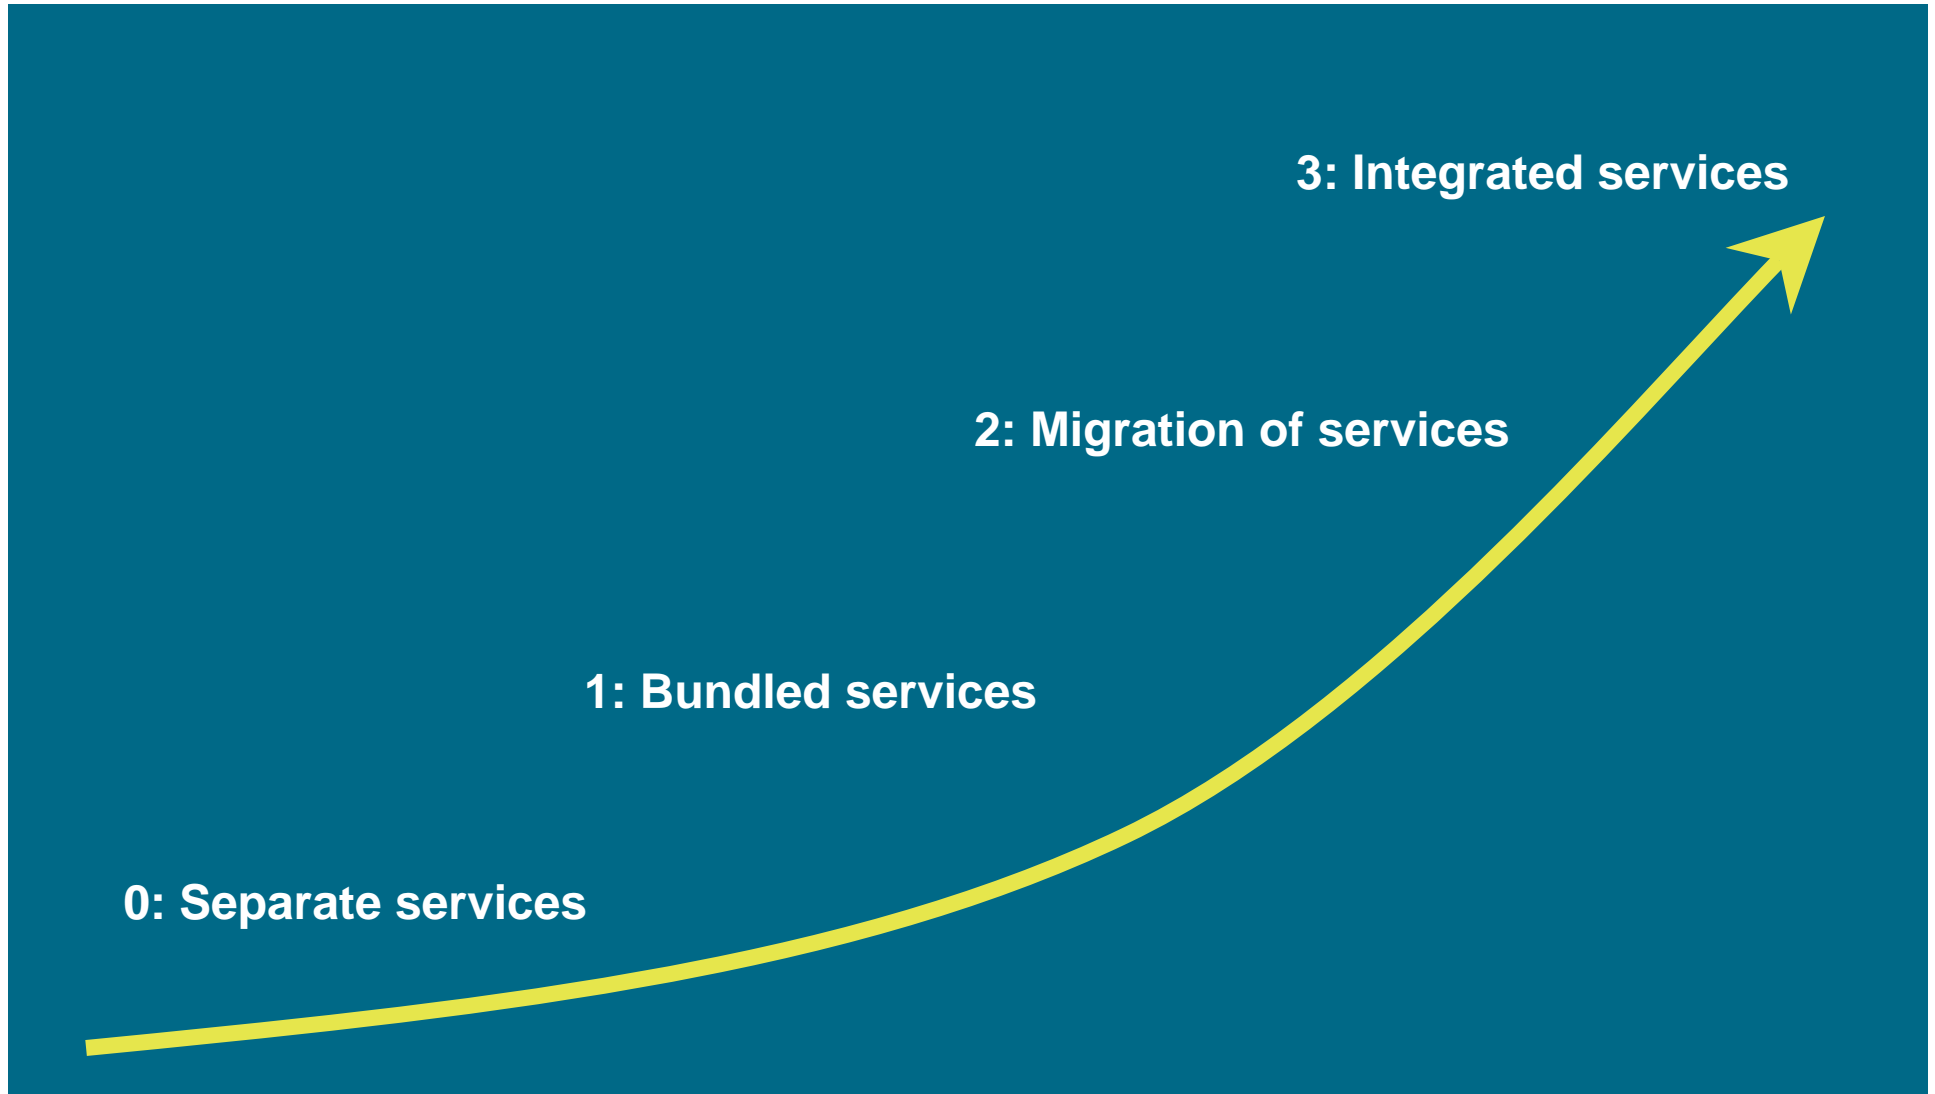 3: Integrated services
2: Migration of services
1: Bundled services
0: Separate services